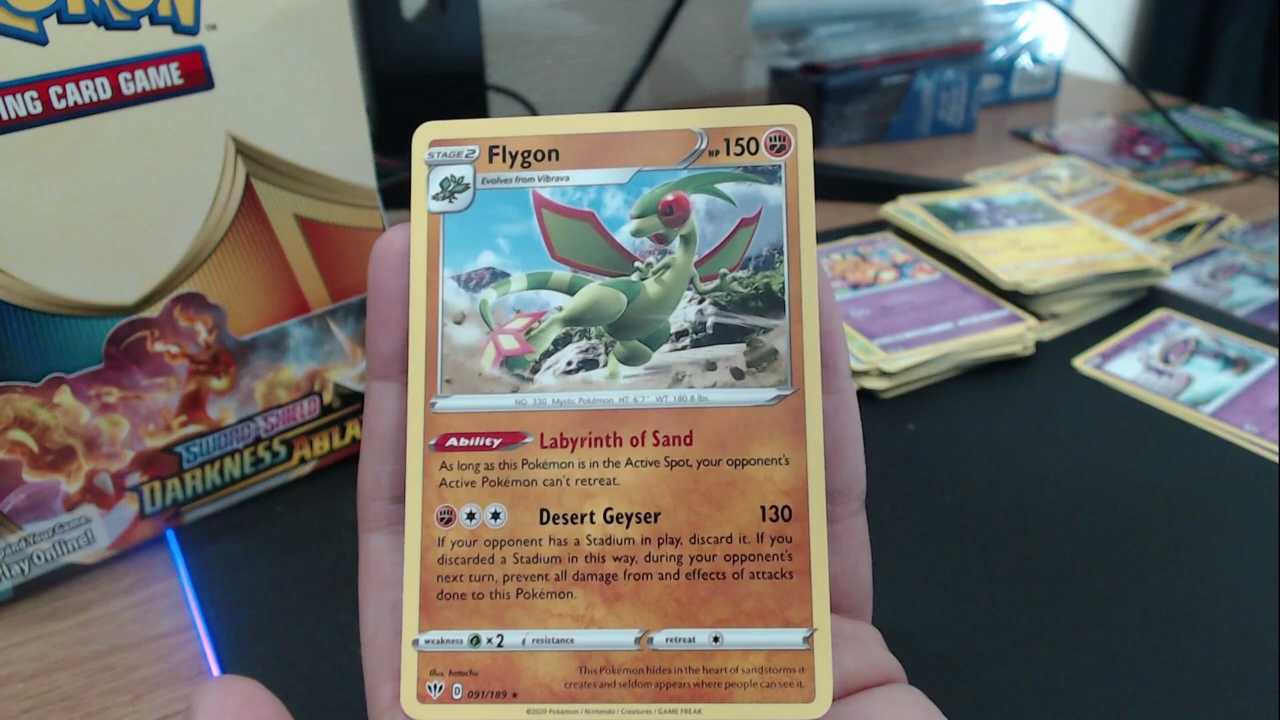 ING CARD GAME
SWORD & SHIELD
DARKNESS ABLA
Play Online!
STAGE 2
Flygon
HP 150
Evolves from Vibrava
NO. 330 Mystic Pokémon HT: 6'7" WT: 180.8 lbs.
Ability Labyrinth of Sand
As long as this Pokémon is in the Active Spot, your opponent's
Active Pokémon can't retreat.
Desert Geyser 130
If your opponent has a Stadium in play, discard it. If you
discarded a Stadium in this way, during your opponent's
next turn, prevent all damage from and effects of attacks
done to this Pokémon.
weakness ×2 resistance retreat
This Pokémon hides in the heart of sandstorms it
creates and seldom appears where people can see it.
Illus. hatachu
D 091/189 ★
©2020 Pokémon / Nintendo / Creatures / GAME FREAK